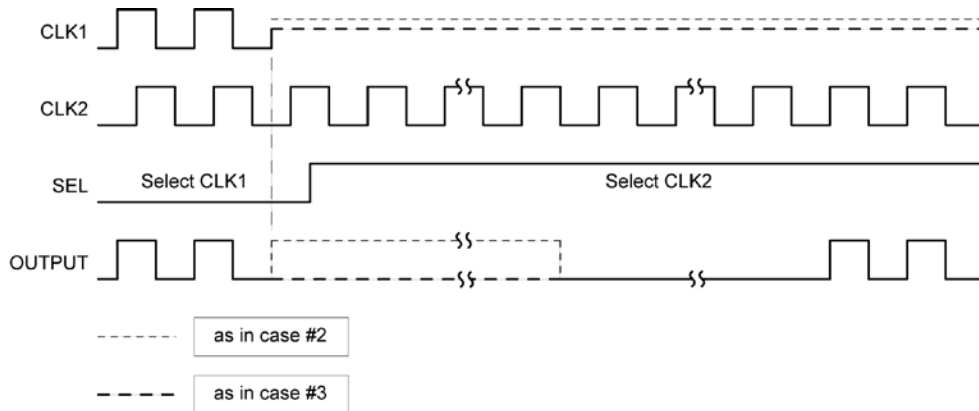 CLK1
CLK2
SEL
Select CLK1
Select CLK2
OUTPUT
as in case #2
as in case #3